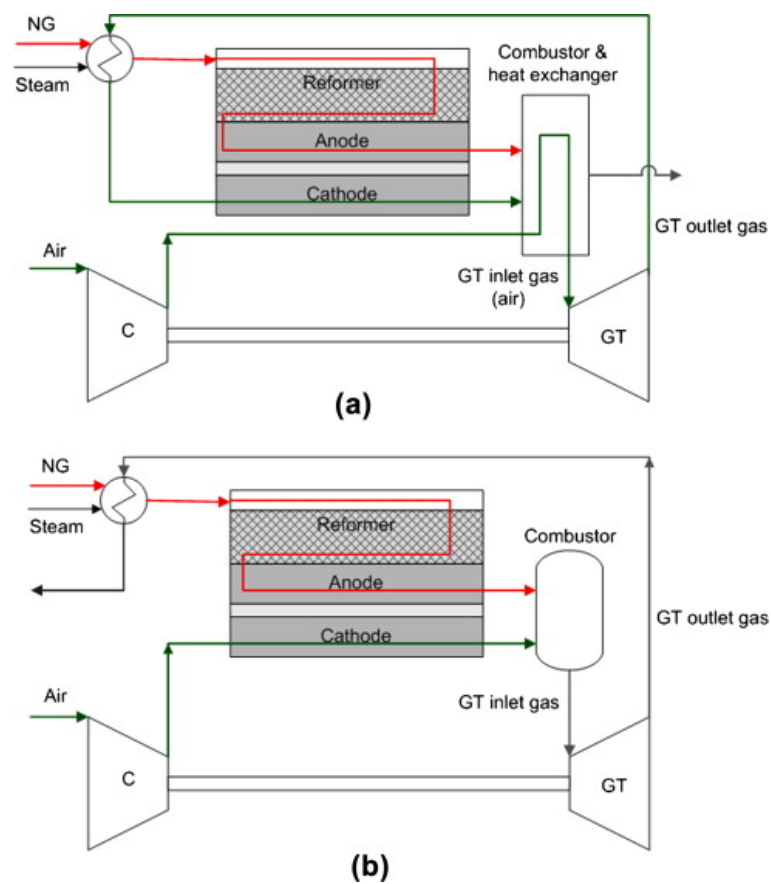 NG
Steam
Combustor &
heat exchanger
Reformer
Anode
Cathode
Air
GT outlet gas
GT inlet gas
(air)
C
GT
(a)
NG
Steam
Combustor
Reformer
Anode
Cathode
GT outlet gas
Air
GT inlet gas
C
GT
(b)